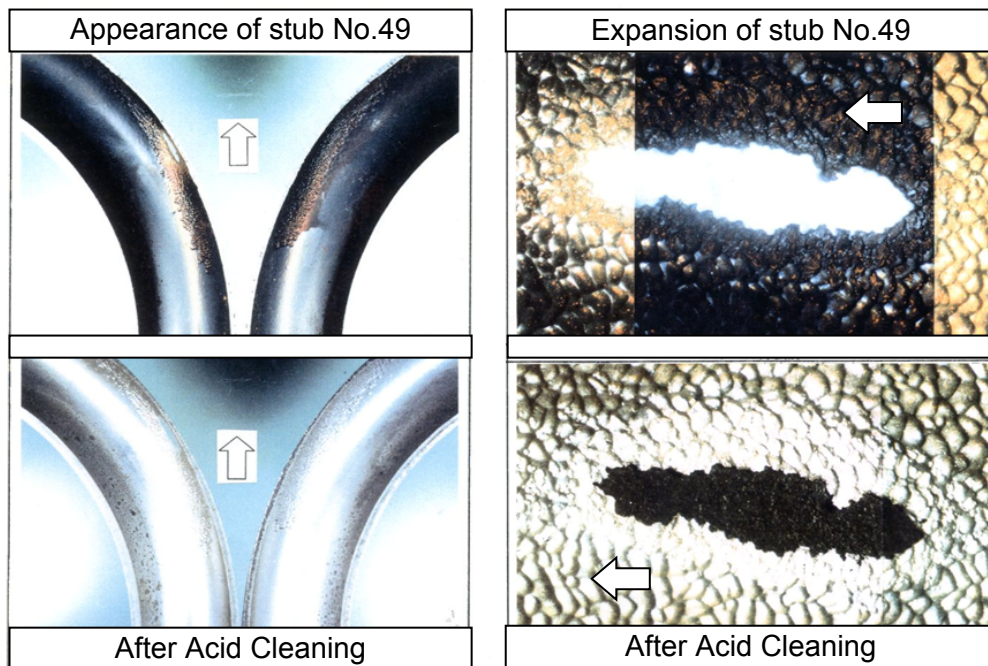 Appearance of stub No.49
Expansion of stub No.49
After Acid Cleaning
After Acid Cleaning